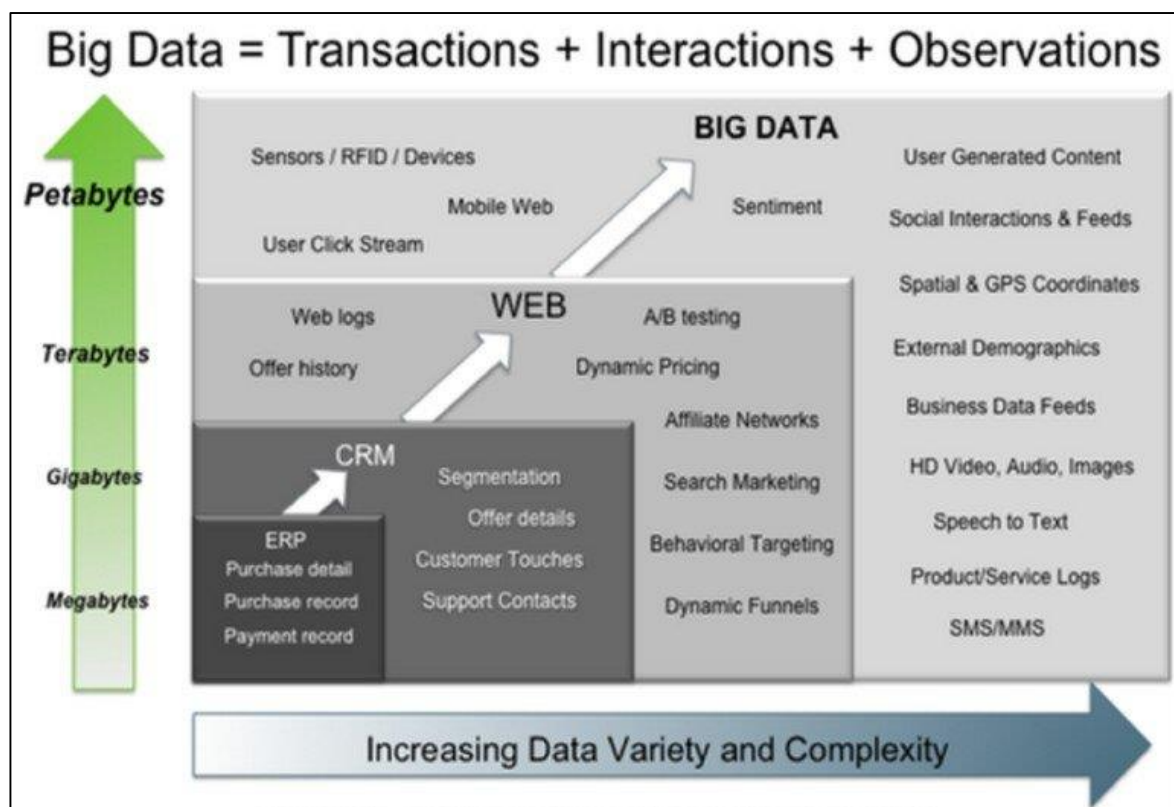 Big Data = Transactions + Interactions + Observations
BIG DATA
Sensors / RFID / Devices
User Generated Content
Petabytes
Mobile Web
Sentiment
Social Interactions & Feeds
User Click Stream
Spatial & GPS Coordinates
WEB
Web logs
A/B testing
Terabytes
External Demographics
Offer history
Dynamic Pricing
Business Data Feeds
Affiliate Networks
CRM
Gigabytes
Segmentation
Search Marketing
HD Video, Audio, Images
Offer details
Speech to Text
ERP
Customer Touches
Behavioral Targeting
Purchase detail
Product/Service Logs
Megabytes
Purchase record
Support Contacts
Dynamic Funnels
SMS/MMS
Payment record
Increasing Data Variety and Complexity